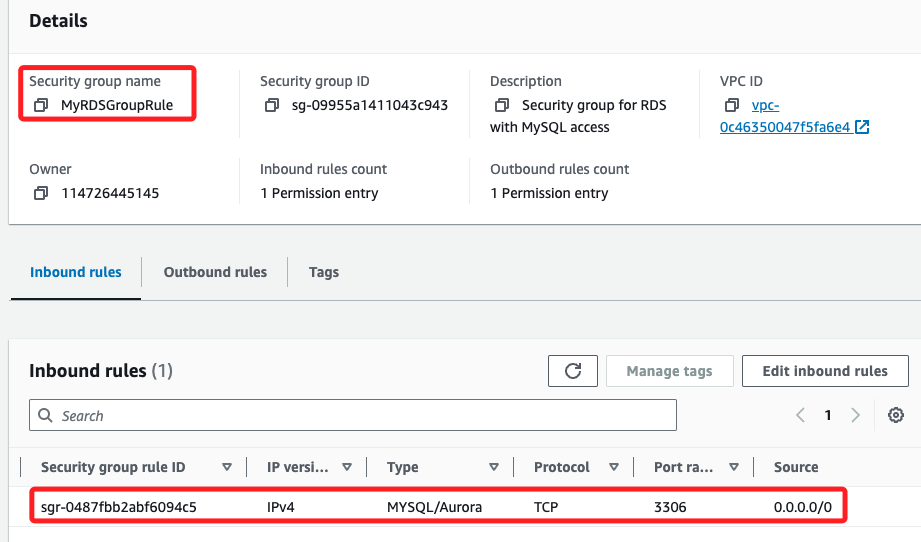 Details
Security group name
MyRDSGroupRule
Security group ID
sg-09955a1411043c943
Description
Security group for RDS
with MySQL access
VPC ID
vpc-
0c46350047f5fa6e4
Owner
114726445145
Inbound rules count
1 Permission entry
Outbound rules count
1 Permission entry
Inbound rules
Outbound rules
Tags
Inbound rules (1)
Manage tags
Edit inbound rules
Search
1
Security group rule ID
IP versi...
Type
Protocol
Port ra...
Source
sgr-0487fbb2abf6094c5
IPv4
MYSQL/Aurora
TCP
3306
0.0.0.0/0